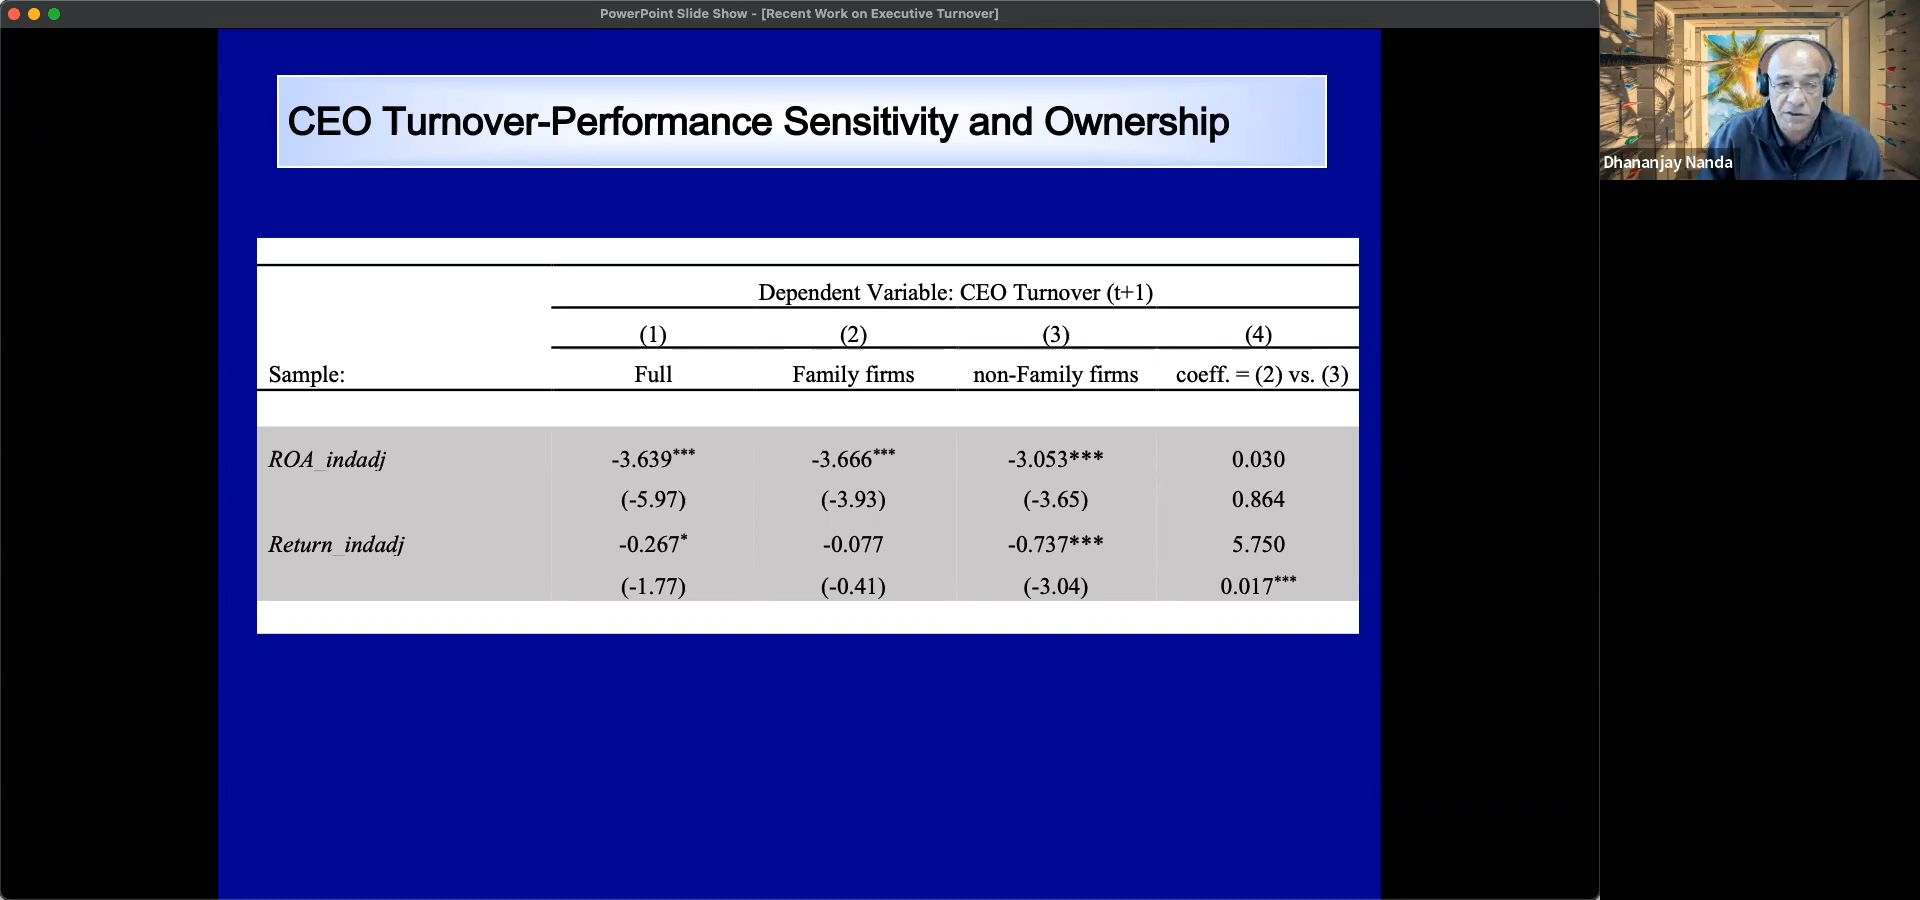 PowerPoint Slide Show - [Recent Work on Executive Turnover]
CEO Turnover-Performance Sensitivity and Ownership
Dependent Variable: CEO Turnover (t+1)
(1) (2) (3) (4)
Sample: Full Family firms non-Family firms coeff. = (2) vs. (3)
ROA_indadj -3.639*** -3.666*** -3.053*** 0.030
(-5.97) (-3.93) (-3.65) 0.864
Return_indadj -0.267* -0.077 -0.737*** 5.750
(-1.77) (-0.41) (-3.04) 0.017***
Dhananjay Nanda